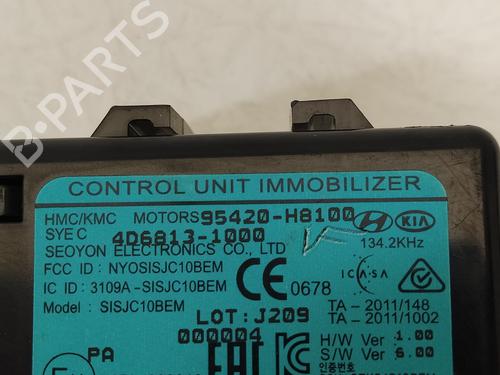 B-PARTS
CONTROL UNIT IMMOBILIZER
HMC/KMC MOTORS 95420-H8100
SYE C 4D6813-1000
SEOYON ELECTRONICS CO., LTD
HYUNDAI KIA
134.2KHz
FCC ID : NYOSISJC10BEM
IC ID : 3109A-SISJC10BEM
Model : SISJC10BEM
CE 0678
ICASA
TA - 2011/148
TA - 2011/1002
LOT:J209
000004
PA
EAC
H/W Ver : 1.00
S/W Ver : 6.00
인증번호